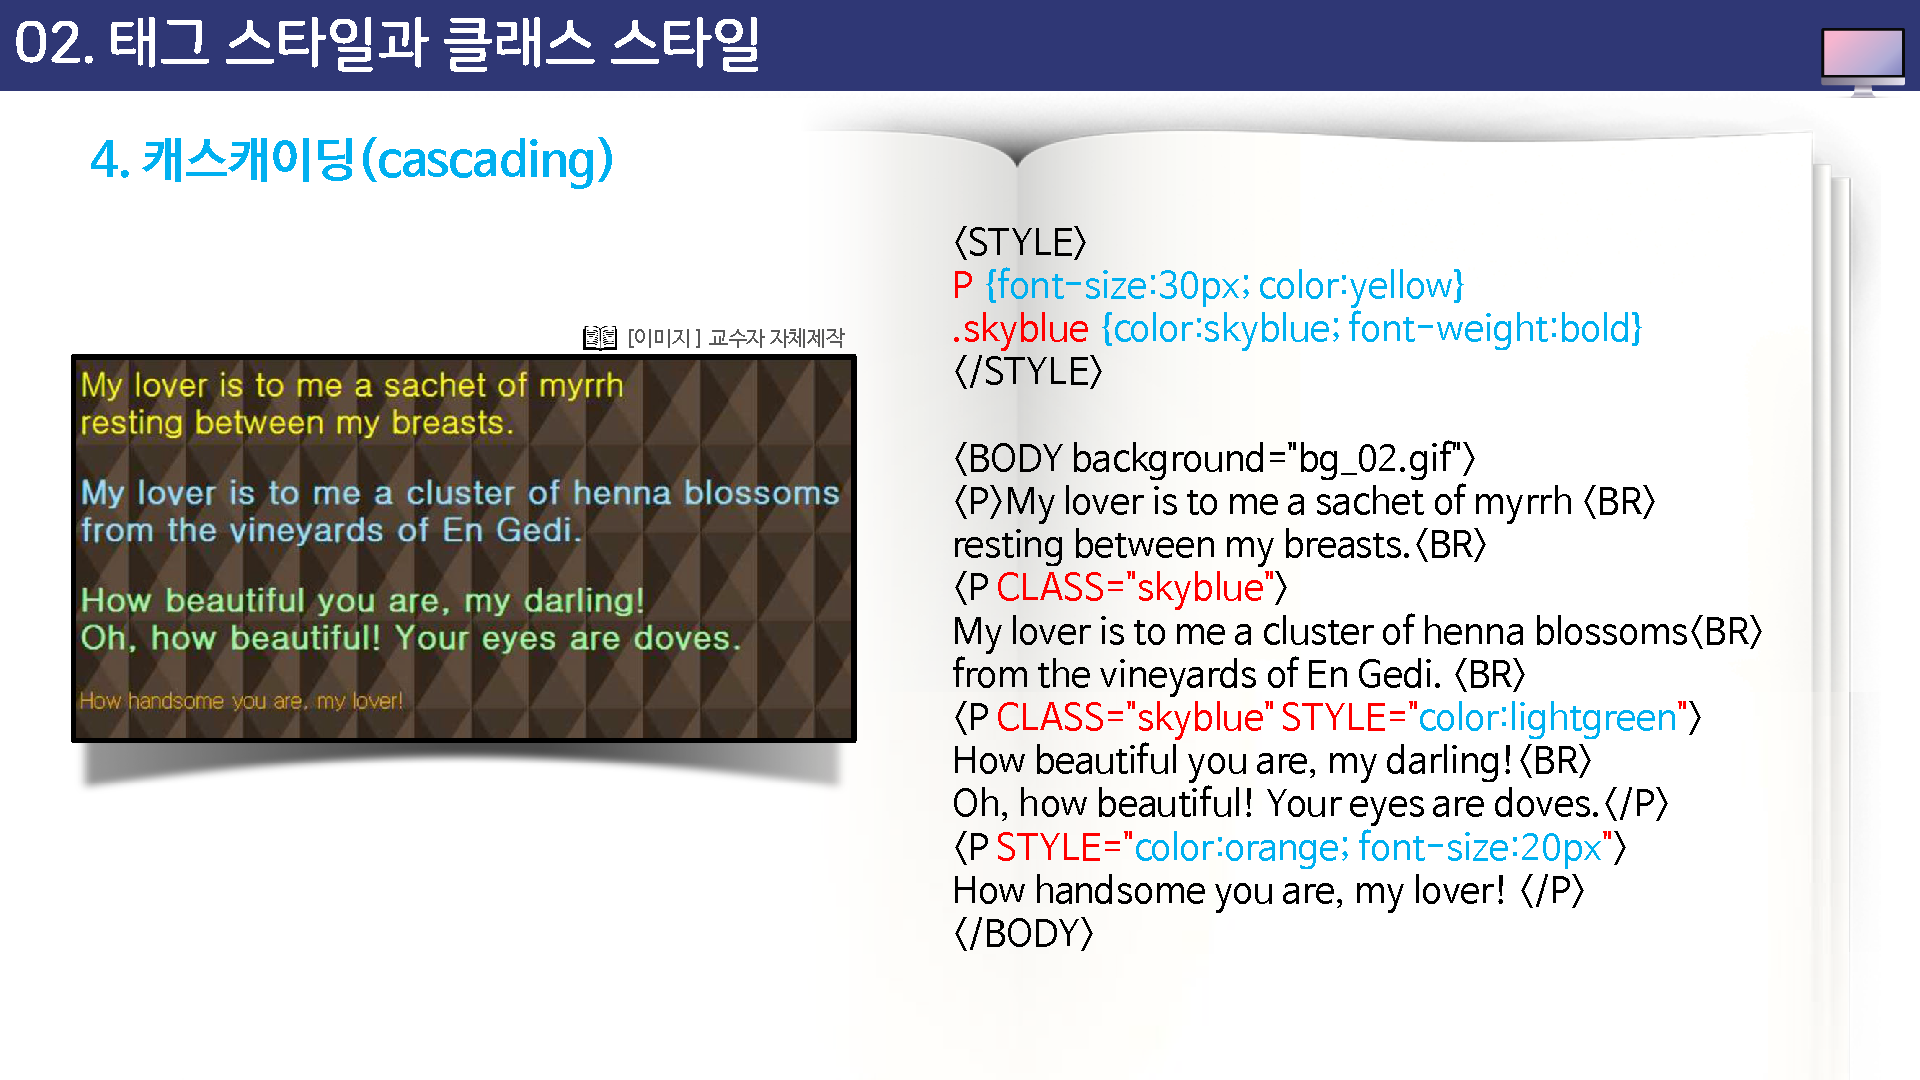 02. 태그 스타일과 클래스 스타일
4. 캐스케이딩(cascading)
[이미지] 교수자 자체제작
My lover is to me a sachet of myrrh
resting between my breasts.
My lover is to me a cluster of henna blossoms
from the vineyards of En Gedi.
How beautiful you are, my darling!
Oh, how beautiful! Your eyes are doves.
How handsome you are, my lover!
<STYLE>
P {font-size:30px; color:yellow}
.skyblue {color:skyblue; font-weight:bold}
</STYLE>
<BODY background="bg_02.gif">
<P>My lover is to me a sachet of myrrh <BR>
resting between my breasts.<BR>
<P CLASS="skyblue">
My lover is to me a cluster of henna blossoms<BR>
from the vineyards of En Gedi. <BR>
<P CLASS="skyblue" STYLE="color:lightgreen">
How beautiful you are, my darling!<BR>
Oh, how beautiful! Your eyes are doves.</P>
<P STYLE="color:orange; font-size:20px">
How handsome you are, my lover! </P>
</BODY>